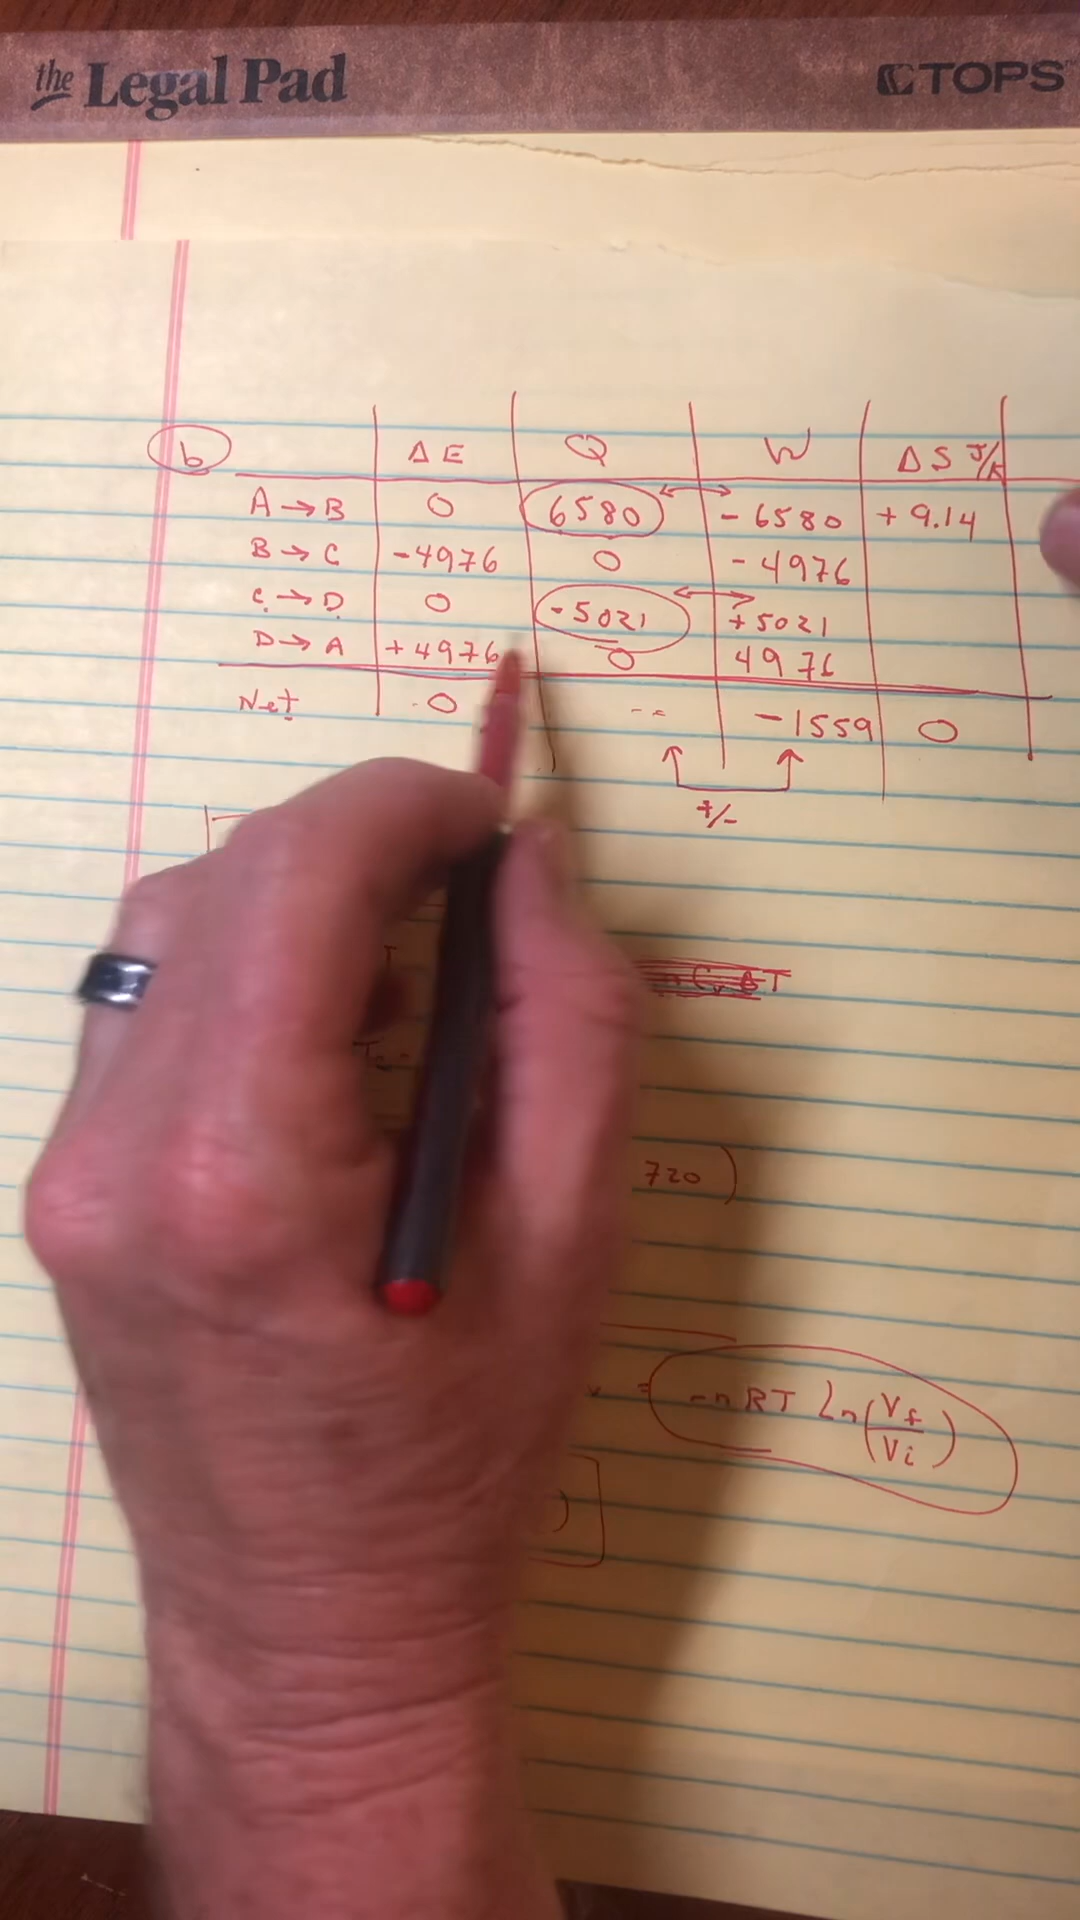 the Legal Pad TOPS
b ΔE Q W ΔS J/K
A → B 0 6580 - 6580 + 9.14
B → C -4976 0 - 4976
C → D 0 -5021 +5021
D → A +4976 0 4976
Net 0 -- -1559 0
+/-
720 )
= -nRT Ln(Vf/Vi)
)